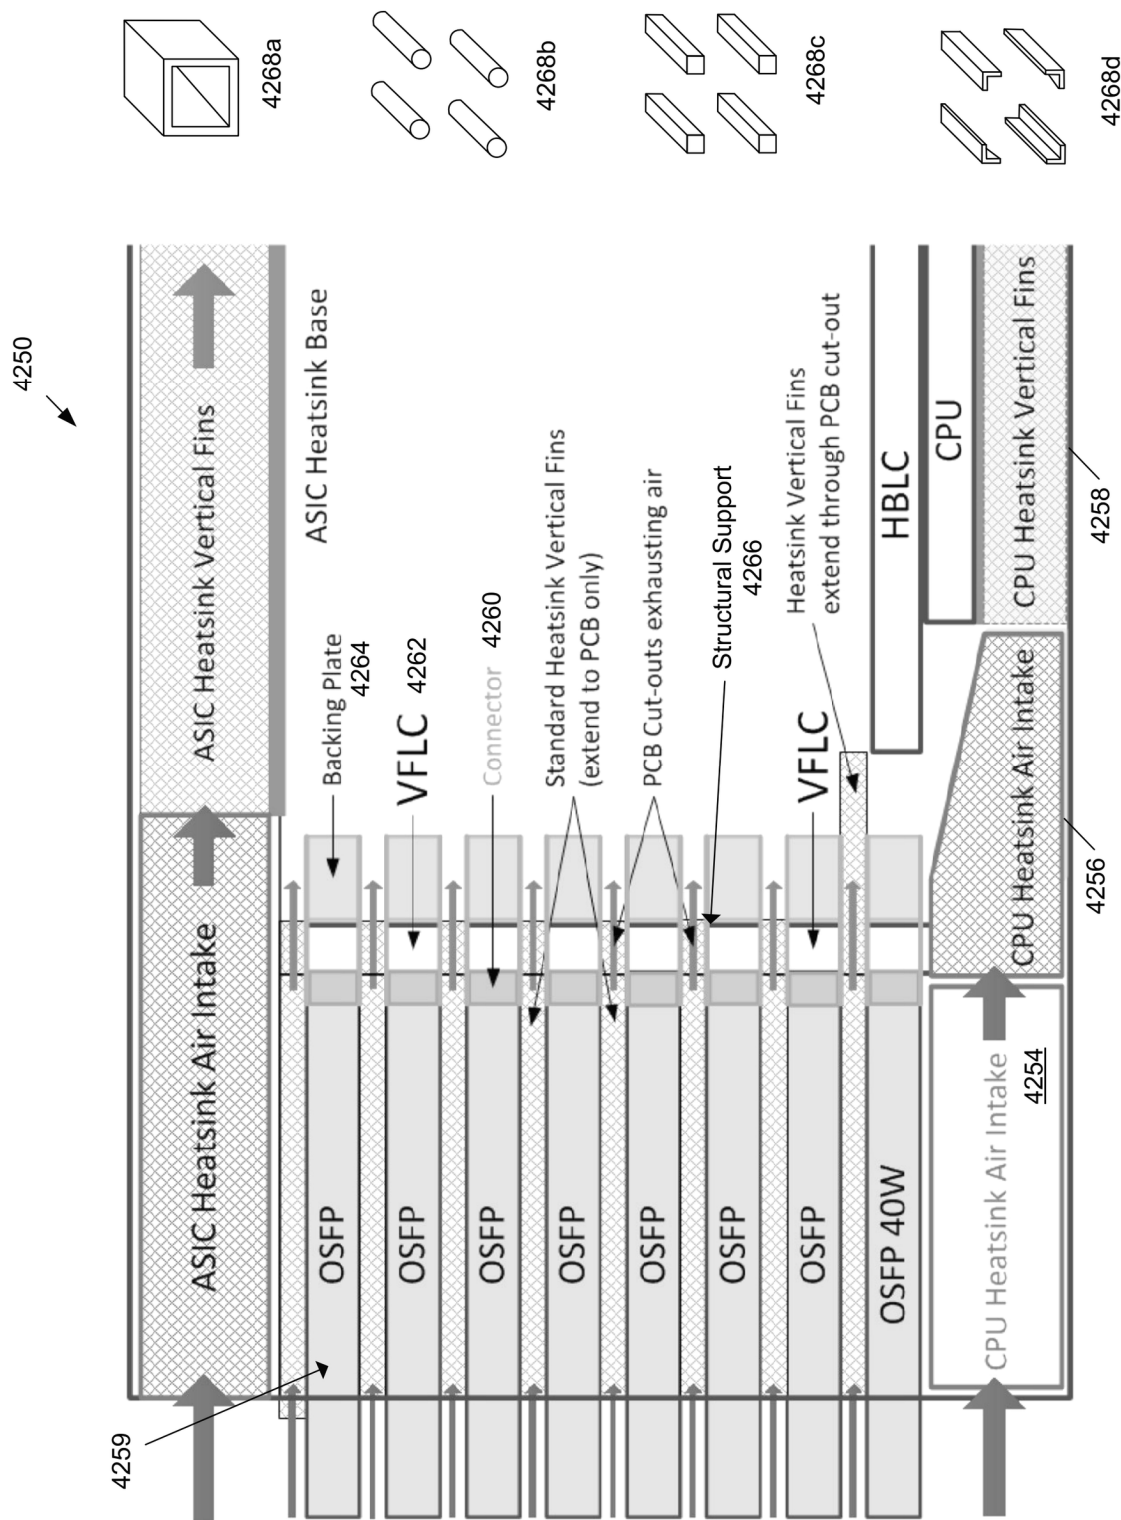 4250
ASIC Heatsink Air Intake
ASIC Heatsink Vertical Fins
ASIC Heatsink Base
4259
OSFP
Backing Plate
4264
OSFP
VFLC 4262
OSFP
Connector 4260
OSFP
Standard Heatsink Vertical Fins
(extend to PCB only)
OSFP
PCB Cut-outs exhausting air
OSFP
Structural Support
4266
OSFP
VFLC
Heatsink Vertical Fins
extend through PCB cut-out
OSFP 40W
HBLC
CPU
CPU Heatsink Air Intake
4254
CPU Heatsink Air Intake
CPU Heatsink Vertical Fins
4256
4258
4268a
4268b
4268c
4268d